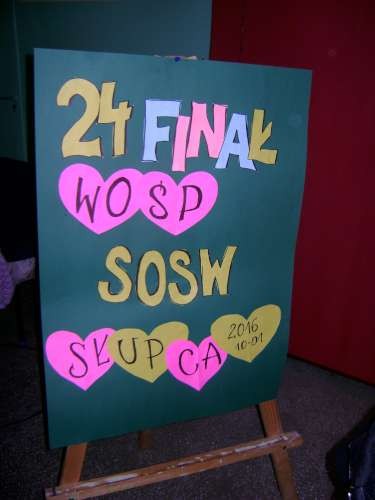 24 FINAŁ
WOŚP
SOSW
SŁUPCA 2016
10-01